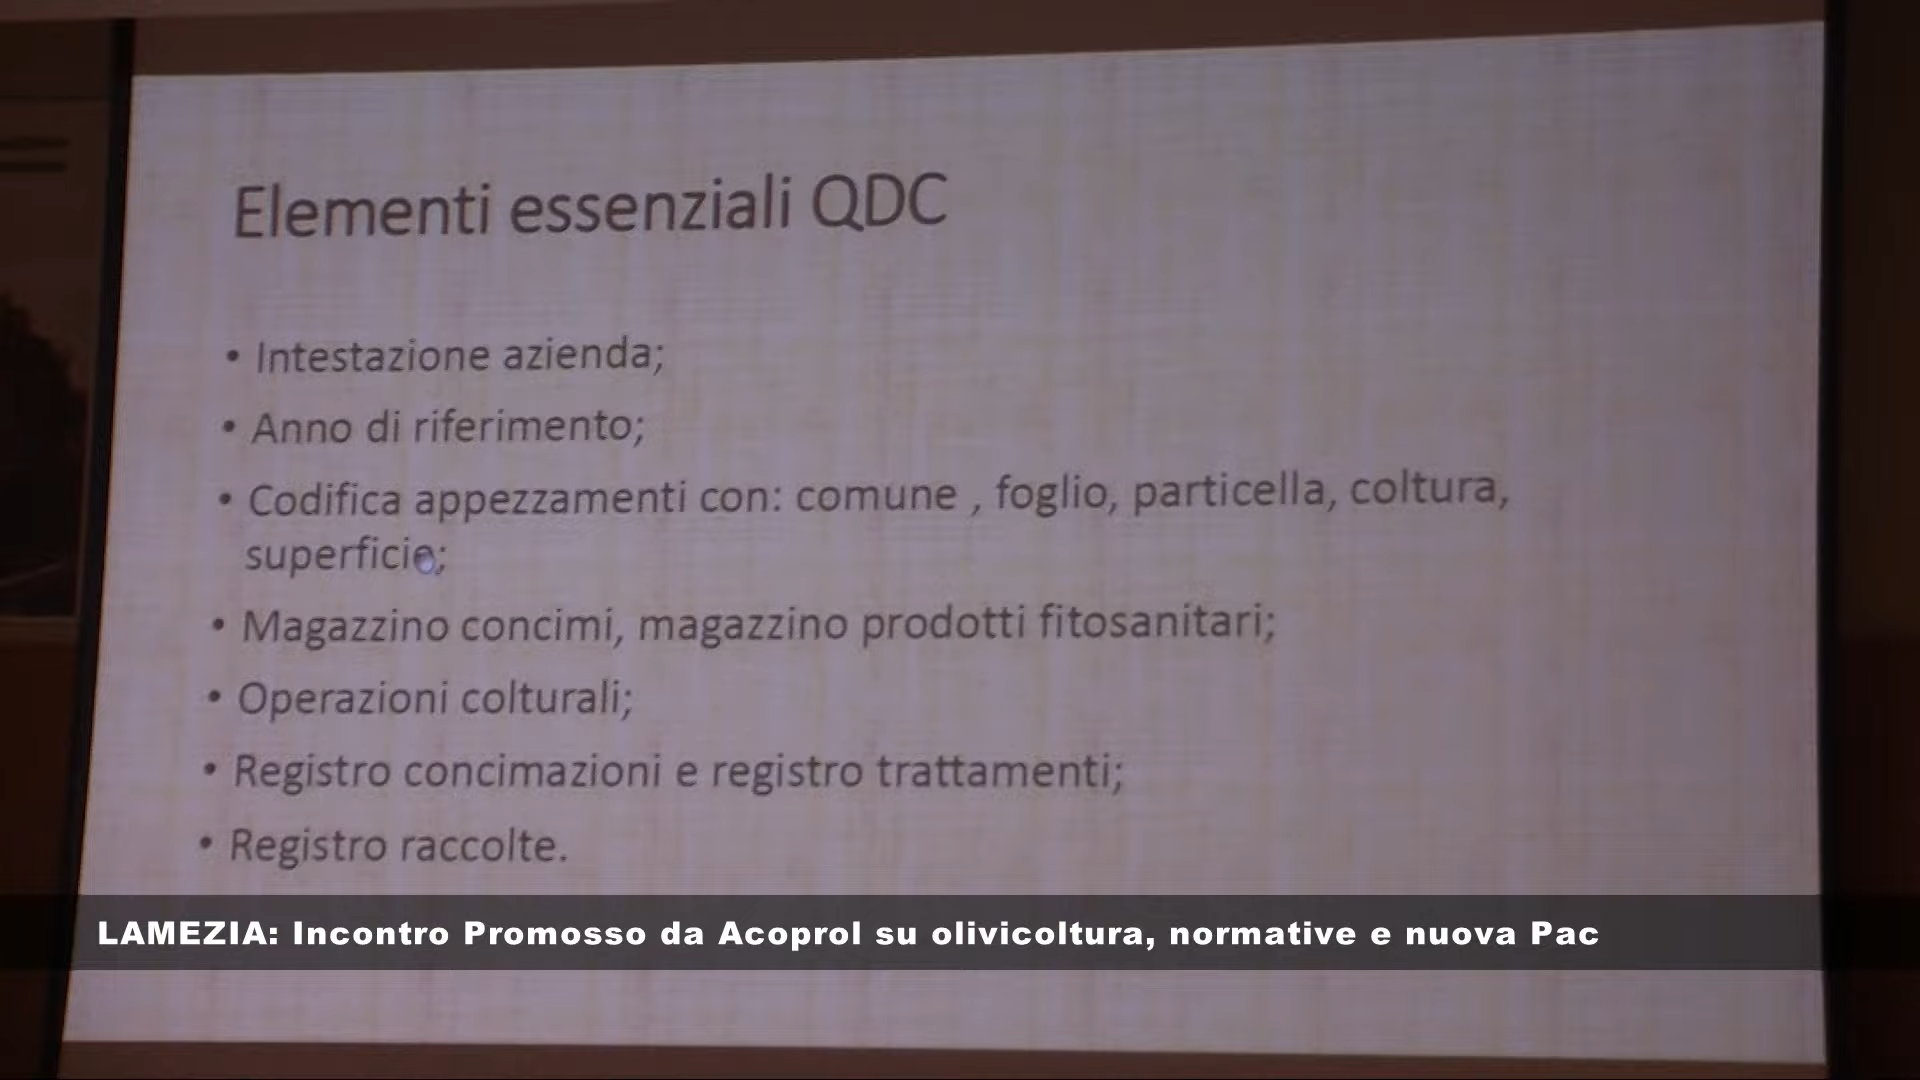 Elementi essenziali QDC
• Intestazione azienda;
• Anno di riferimento;
• Codifica appezzamenti con: comune , foglio, particella, coltura,
superficie;
• Magazzino concimi, magazzino prodotti fitosanitari;
• Operazioni colturali;
• Registro concimazioni e registro trattamenti;
• Registro raccolte.
LAMEZIA: Incontro Promosso da Acoprol su olivicoltura, normative e nuova Pac